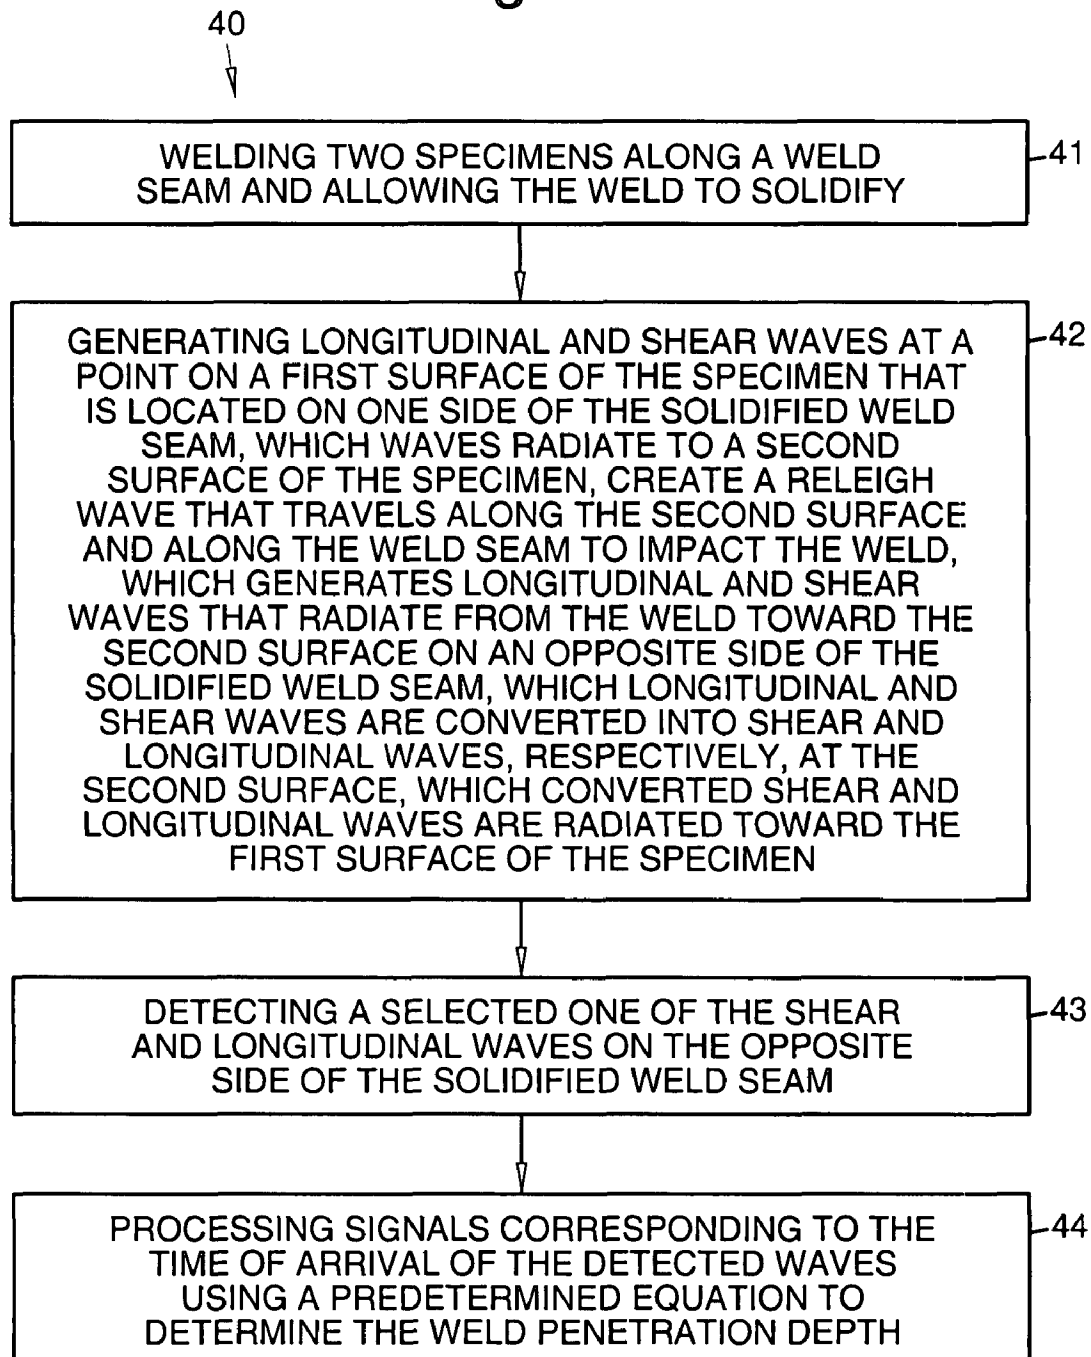 40
WELDING TWO SPECIMENS ALONG A WELD
SEAM AND ALLOWING THE WELD TO SOLIDIFY
41
GENERATING LONGITUDINAL AND SHEAR WAVES AT A
POINT ON A FIRST SURFACE OF THE SPECIMEN THAT
IS LOCATED ON ONE SIDE OF THE SOLIDIFIED WELD
SEAM, WHICH WAVES RADIATE TO A SECOND
SURFACE OF THE SPECIMEN, CREATE A RELEIGH
WAVE THAT TRAVELS ALONG THE SECOND SURFACE
AND ALONG THE WELD SEAM TO IMPACT THE WELD,
WHICH GENERATES LONGITUDINAL AND SHEAR
WAVES THAT RADIATE FROM THE WELD TOWARD THE
SECOND SURFACE ON AN OPPOSITE SIDE OF THE
SOLIDIFIED WELD SEAM, WHICH LONGITUDINAL AND
SHEAR WAVES ARE CONVERTED INTO SHEAR AND
LONGITUDINAL WAVES, RESPECTIVELY, AT THE
SECOND SURFACE, WHICH CONVERTED SHEAR AND
LONGITUDINAL WAVES ARE RADIATED TOWARD THE
FIRST SURFACE OF THE SPECIMEN
42
DETECTING A SELECTED ONE OF THE SHEAR
AND LONGITUDINAL WAVES ON THE OPPOSITE
SIDE OF THE SOLIDIFIED WELD SEAM
43
PROCESSING SIGNALS CORRESPONDING TO THE
TIME OF ARRIVAL OF THE DETECTED WAVES
USING A PREDETERMINED EQUATION TO
DETERMINE THE WELD PENETRATION DEPTH
44